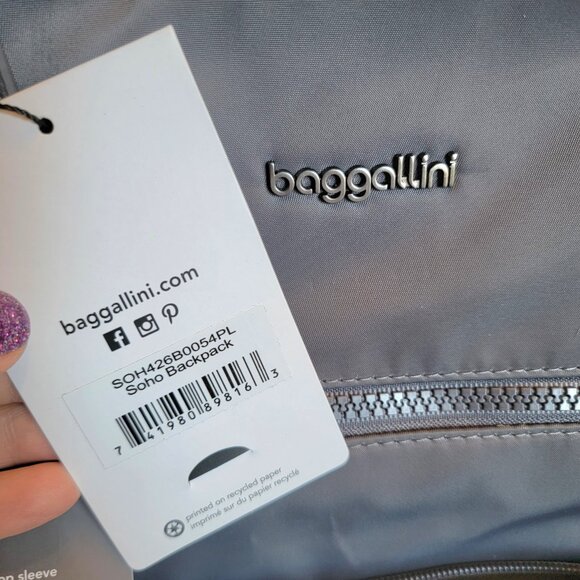 baggallini
baggallini.com
SOH426B0054PL
Soho Backpack
7 41980 89816 3
printed on recycled paper
imprimé sur du papier recyclé
on sleeve